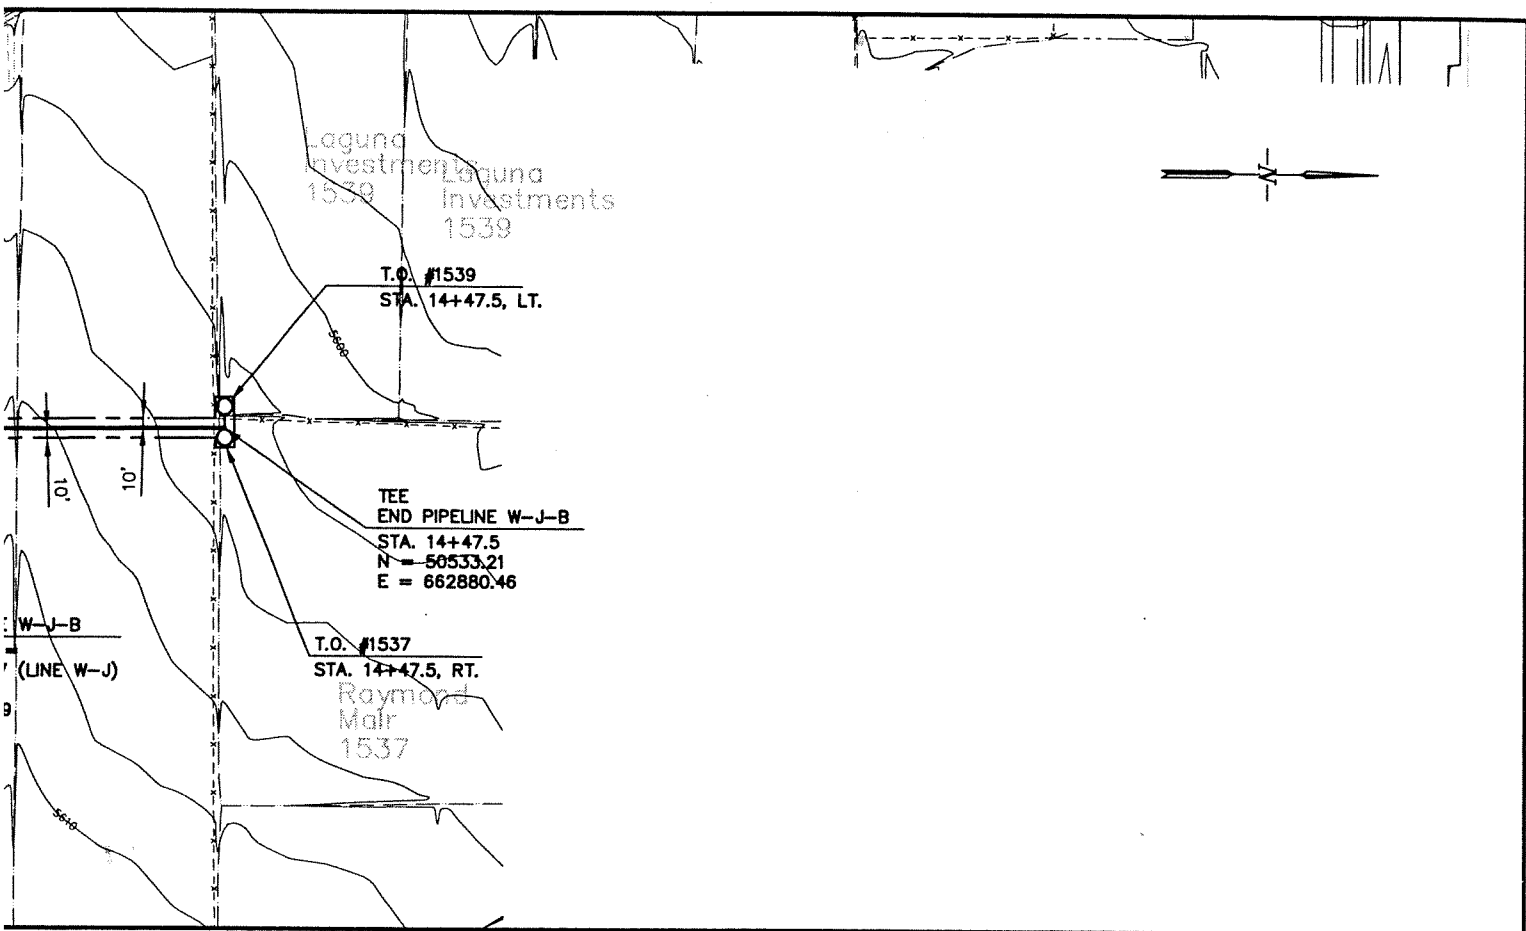 Laguna
Investments
1539
Laguna
Investments
1539
T.O. #1539
STA. 14+47.5, LT.
5600
10'
10'
TEE
END PIPELINE W-J-B
STA. 14+47.5
N = 50533.21
E = 662880.46
W-J-B
(LINE W-J)
9
T.O. #1537
STA. 14+47.5, RT.
Raymond
Mair
1537
5610
N